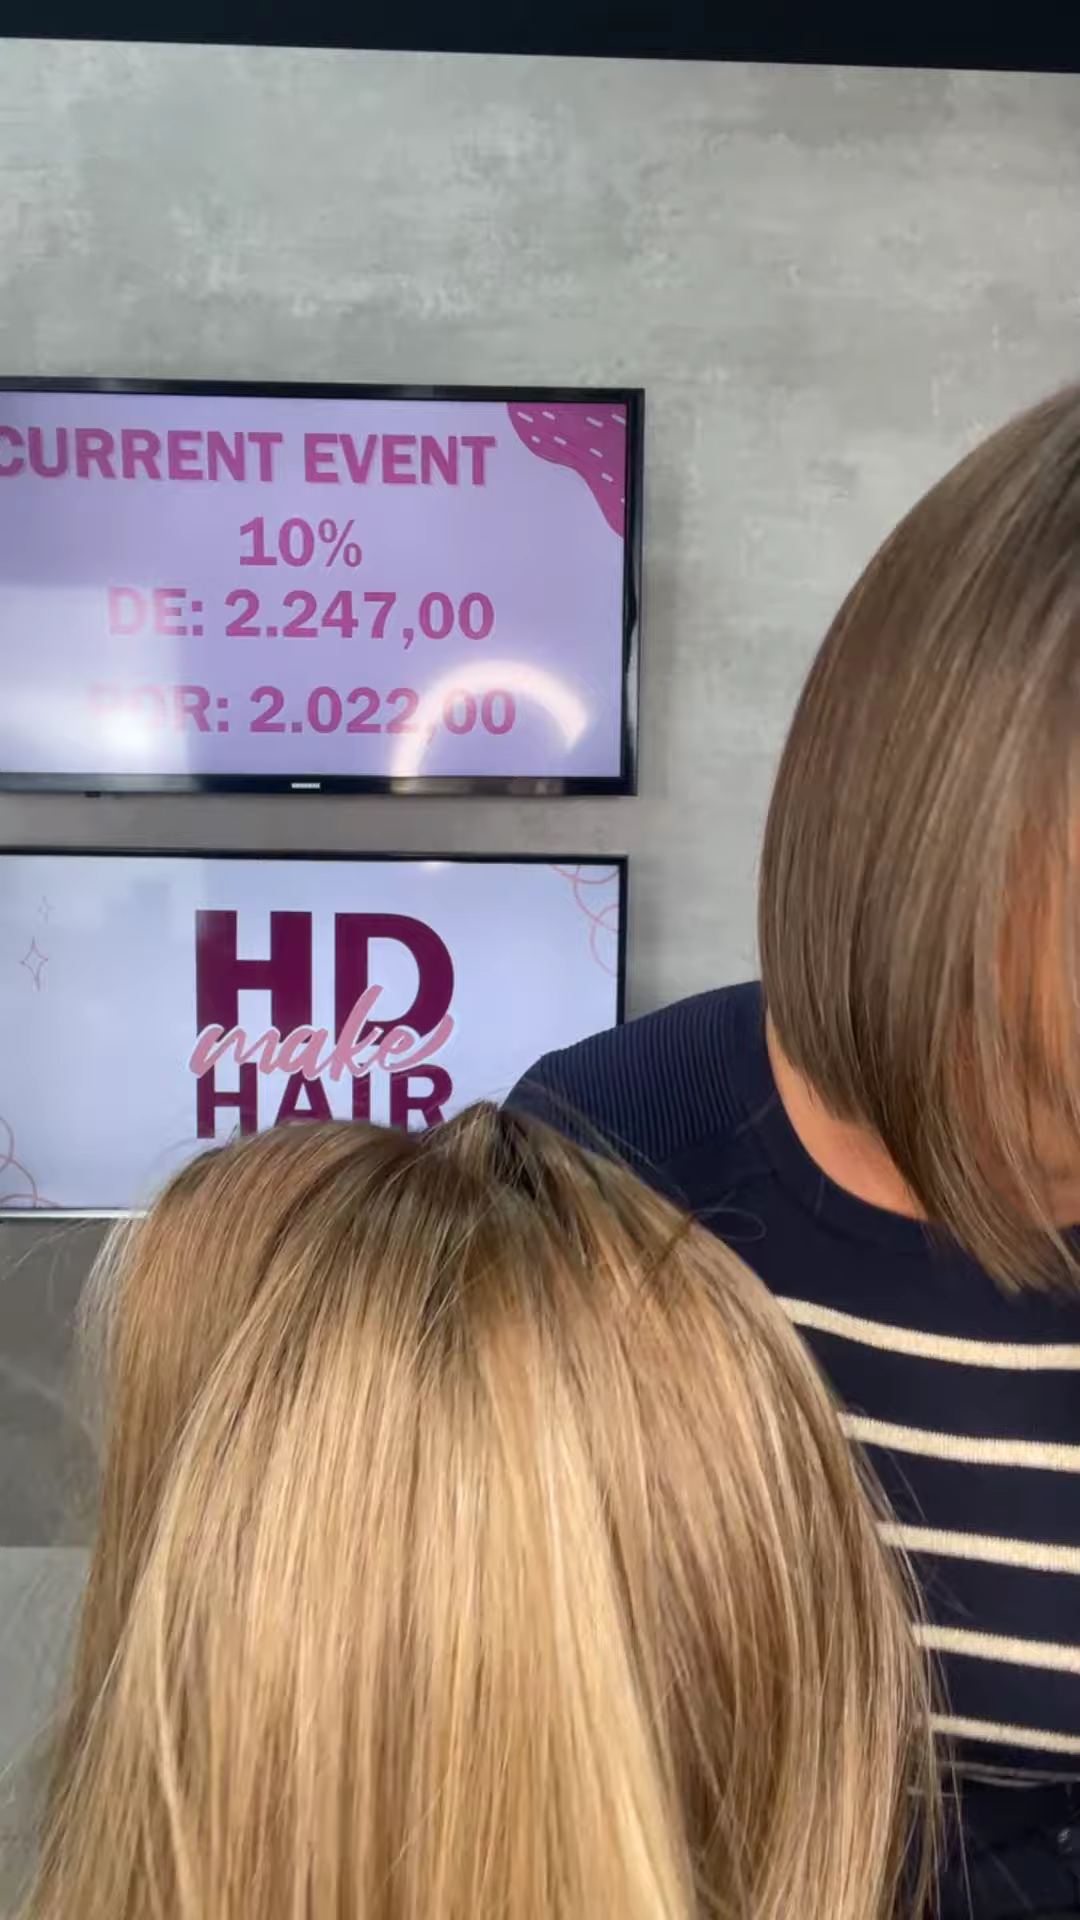 CURRENT EVENT
10%
DE: 2.247,00
POR: 2.022,00
HD
make
HAIR